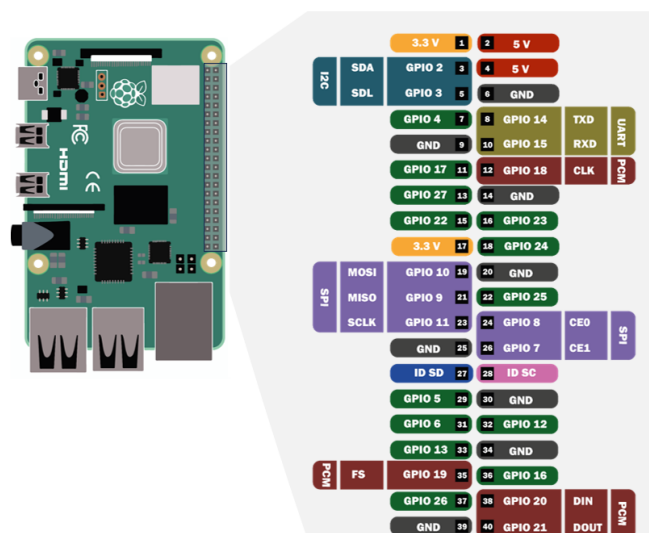 3.3 V 1 2 5 V
I2C SDA GPIO 2 3 4 5 V
SDL GPIO 3 5 6 GND
GPIO 4 7 8 GPIO 14 TXD UART
GND 9 10 GPIO 15 RXD
GPIO 17 11 12 GPIO 18 CLK PCM
GPIO 27 13 14 GND
GPIO 22 15 16 GPIO 23
3.3 V 17 18 GPIO 24
SPI MOSI GPIO 10 19 20 GND
MISO GPIO 9 21 22 GPIO 25
SCLK GPIO 11 23 24 GPIO 8 CE0 SPI
GND 25 26 GPIO 7 CE1
ID SD 27 28 ID SC
GPIO 5 29 30 GND
GPIO 6 31 32 GPIO 12
GPIO 13 33 34 GND
PCM FS GPIO 19 35 36 GPIO 16
GPIO 26 37 38 GPIO 20 DIN PCM
GND 39 40 GPIO 21 DOUT
FC
HDMI
CE